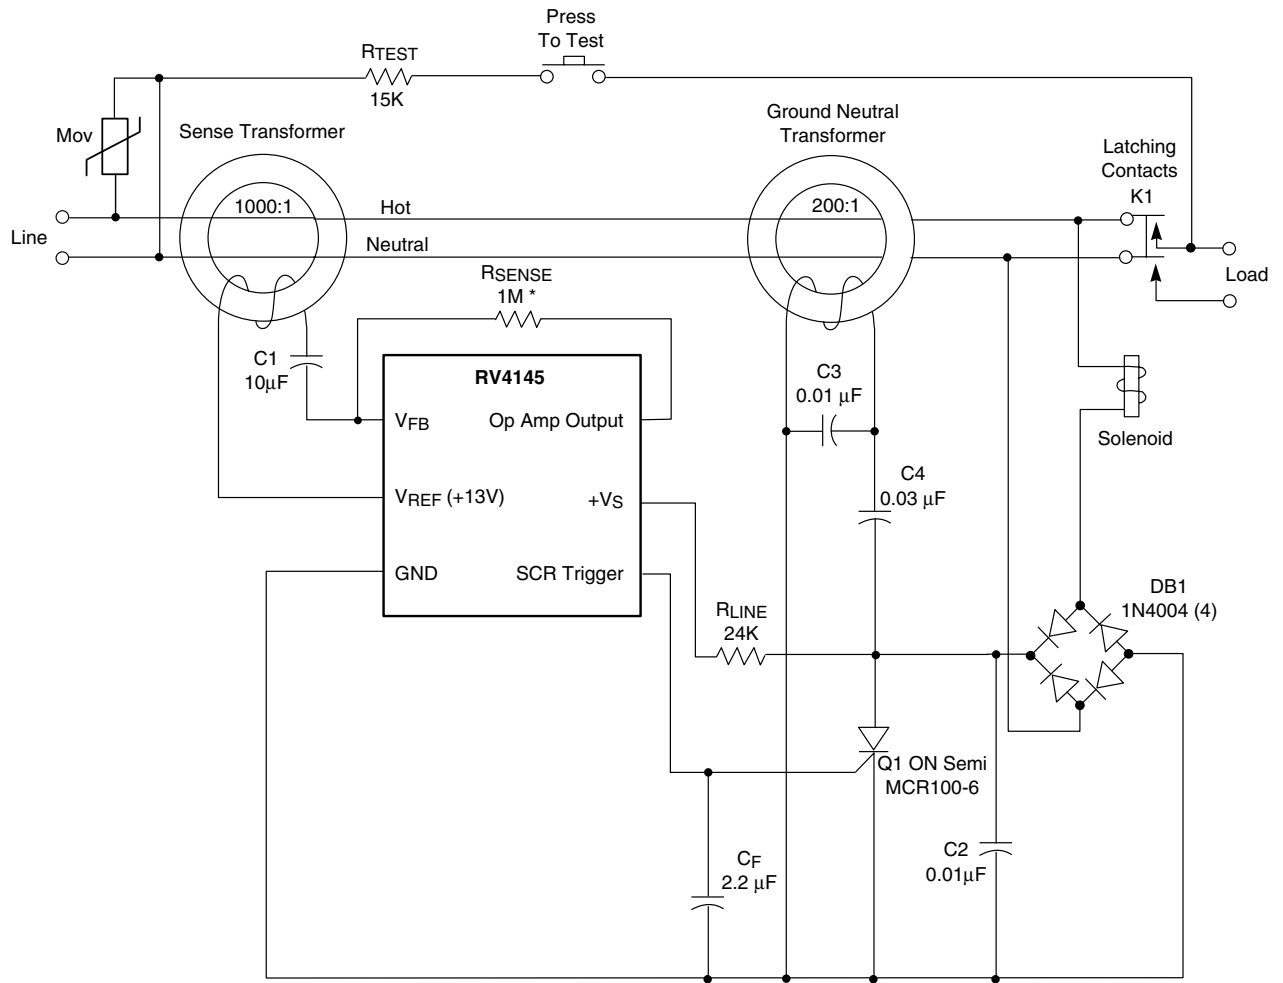 Press
To Test
RTEST
15K
Mov
Sense Transformer
Ground Neutral
Transformer
Latching
Contacts
K1
1000:1
Hot
200:1
Line
Neutral
Load
RSENSE
1M *
C1
10µF
RV4145
VFB
Op Amp Output
VREF (+13V)
+VS
GND
SCR Trigger
C3
0.01 µF
C4
0.03 µF
Solenoid
RLINE
24K
DB1
1N4004 (4)
Q1 ON Semi
MCR100-6
CF
2.2 µF
C2
0.01µF